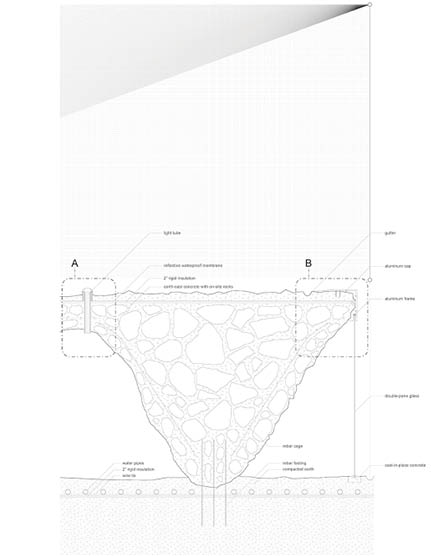 light tube
gutter
A
B
reflective waterproof membrane
aluminum cap
2" rigid insulation
earth-cast concrete with on-site rocks
aluminum frame
double-pane glass
rebar cage
water pipes
rebar footing
cast-in-place concrete
2" rigid insulation
compacted earth
wire tie